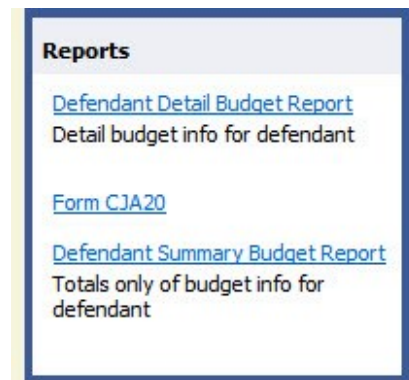 Reports
Defendant Detail Budget Report
Detail budget info for defendant
Form CJA20
Defendant Summary Budget Report
Totals only of budget info for
defendant